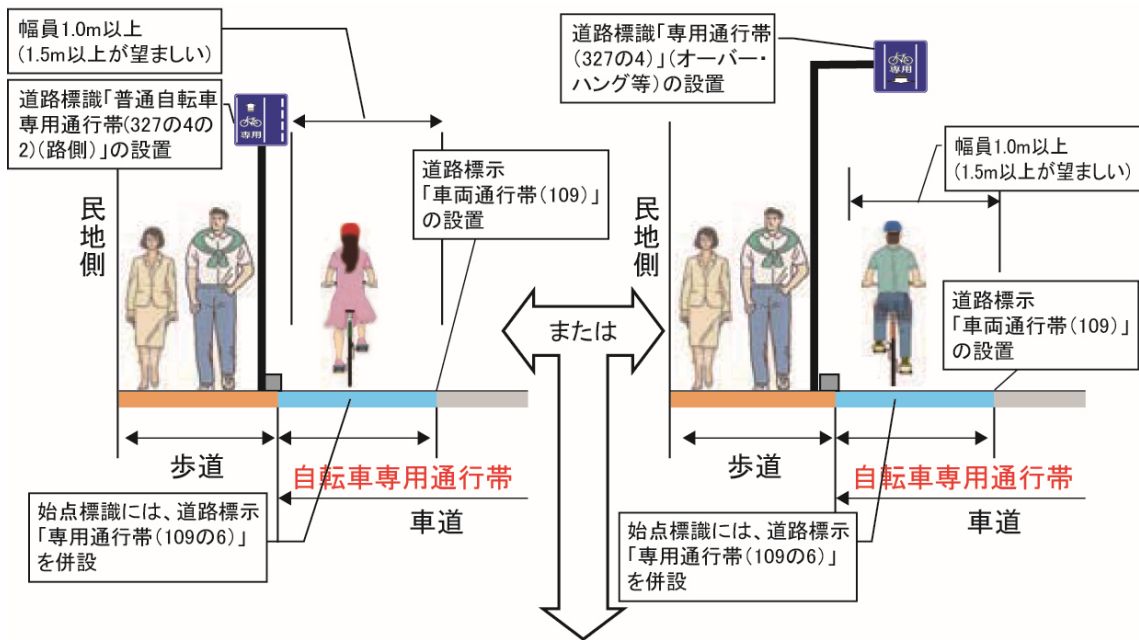 幅員1.0m以上
(1.5m以上が望ましい)
道路標識「普通自転車
専用通行帯(327の4の
2)(路側)」の設置
専用
道路標示
「車両通行帯(109)」
の設置
民地側
歩道
自転車専用通行帯
車道
始点標識には、道路標示
「専用通行帯(109の6)」
を併設
または
道路標識「専用通行帯
(327の4)」(オーバー・
ハング等)の設置
専用
幅員1.0m以上
(1.5m以上が望ましい)
民地側
道路標示
「車両通行帯(109)」
の設置
歩道
自転車専用通行帯
車道
始点標識には、道路標示
「専用通行帯(109の6)」
を併設